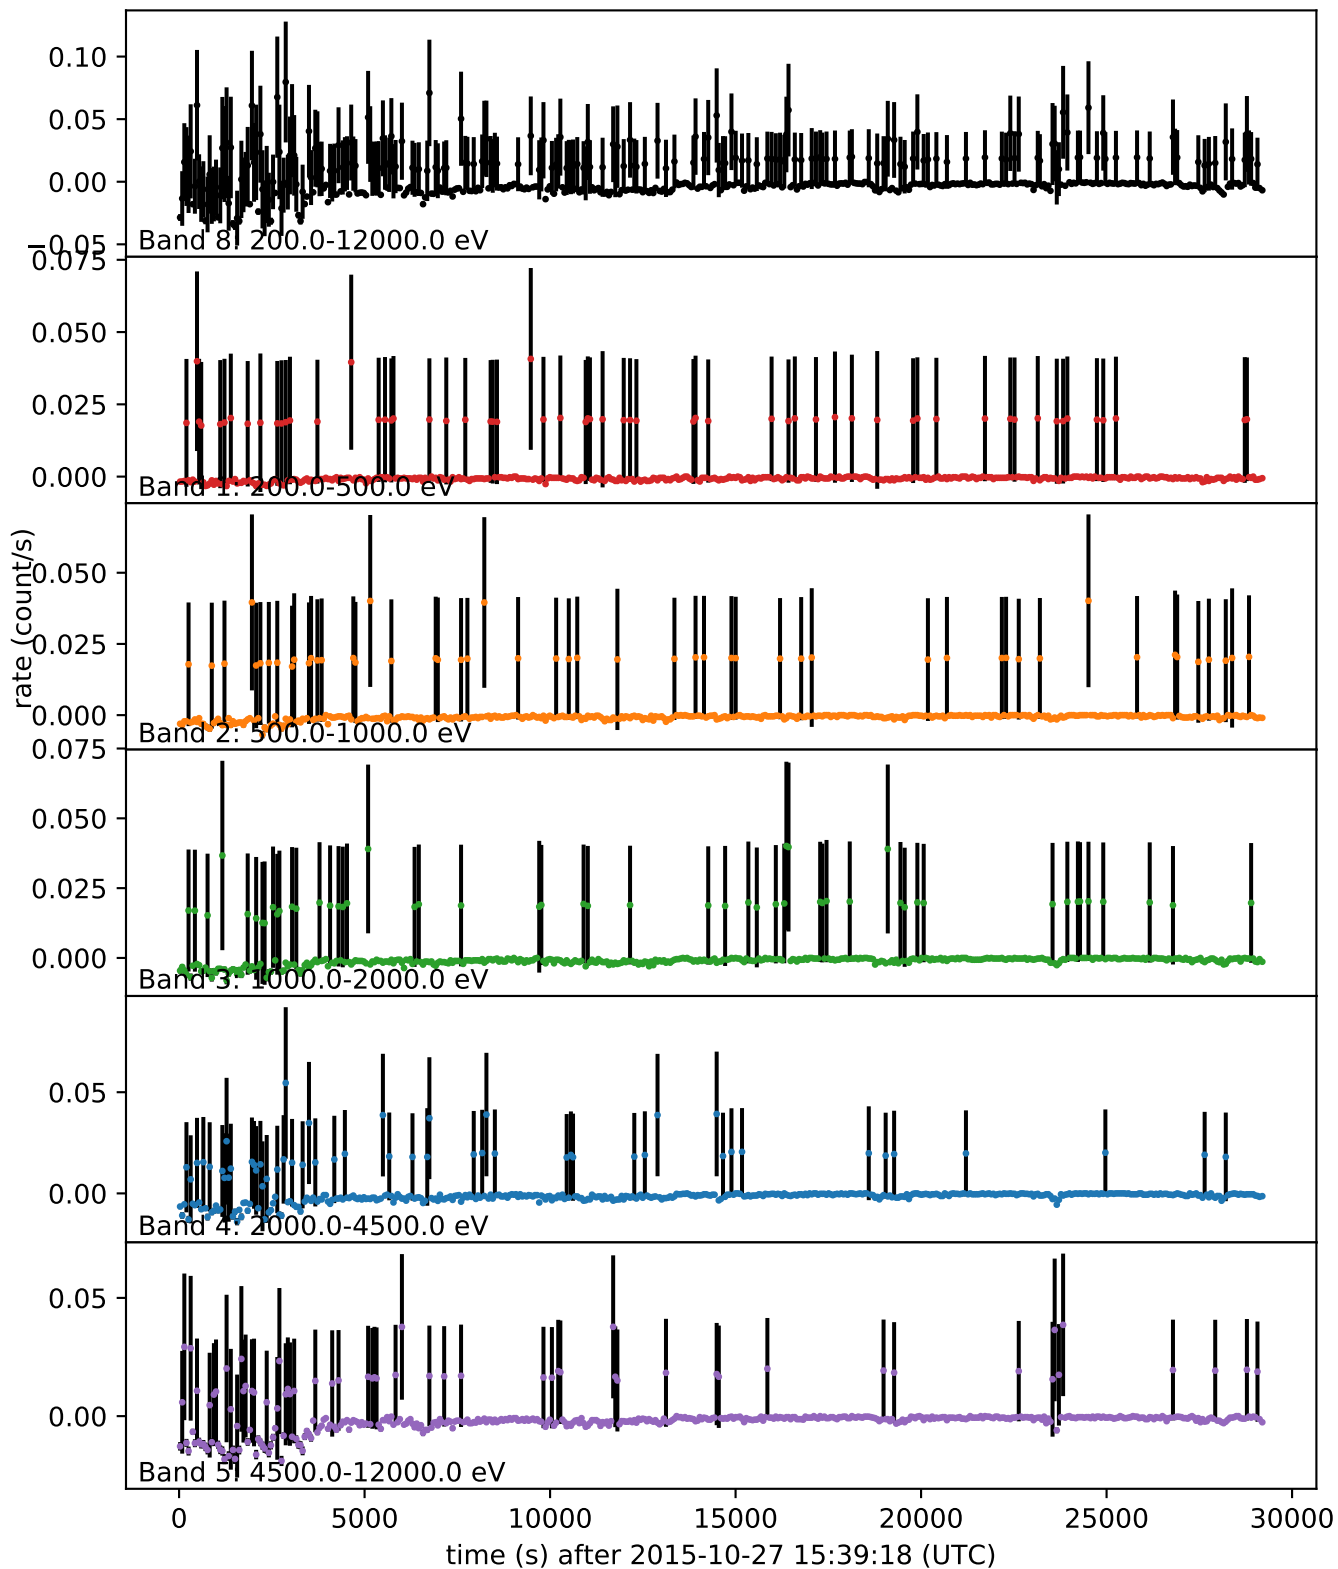 0.10
0.05
0.00
−0.05
Band 8: 200.0-12000.0 eV
0.075
0.050
0.025
0.000
Band 1: 200.0-500.0 eV
rate (count/s)
0.050
0.025
0.000
Band 2: 500.0-1000.0 eV
0.075
0.050
0.025
0.000
Band 3: 1000.0-2000.0 eV
0.05
0.00
Band 4: 2000.0-4500.0 eV
0.05
0.00
Band 5: 4500.0-12000.0 eV
0 5000 10000 15000 20000 25000 30000
time (s) after 2015-10-27 15:39:18 (UTC)